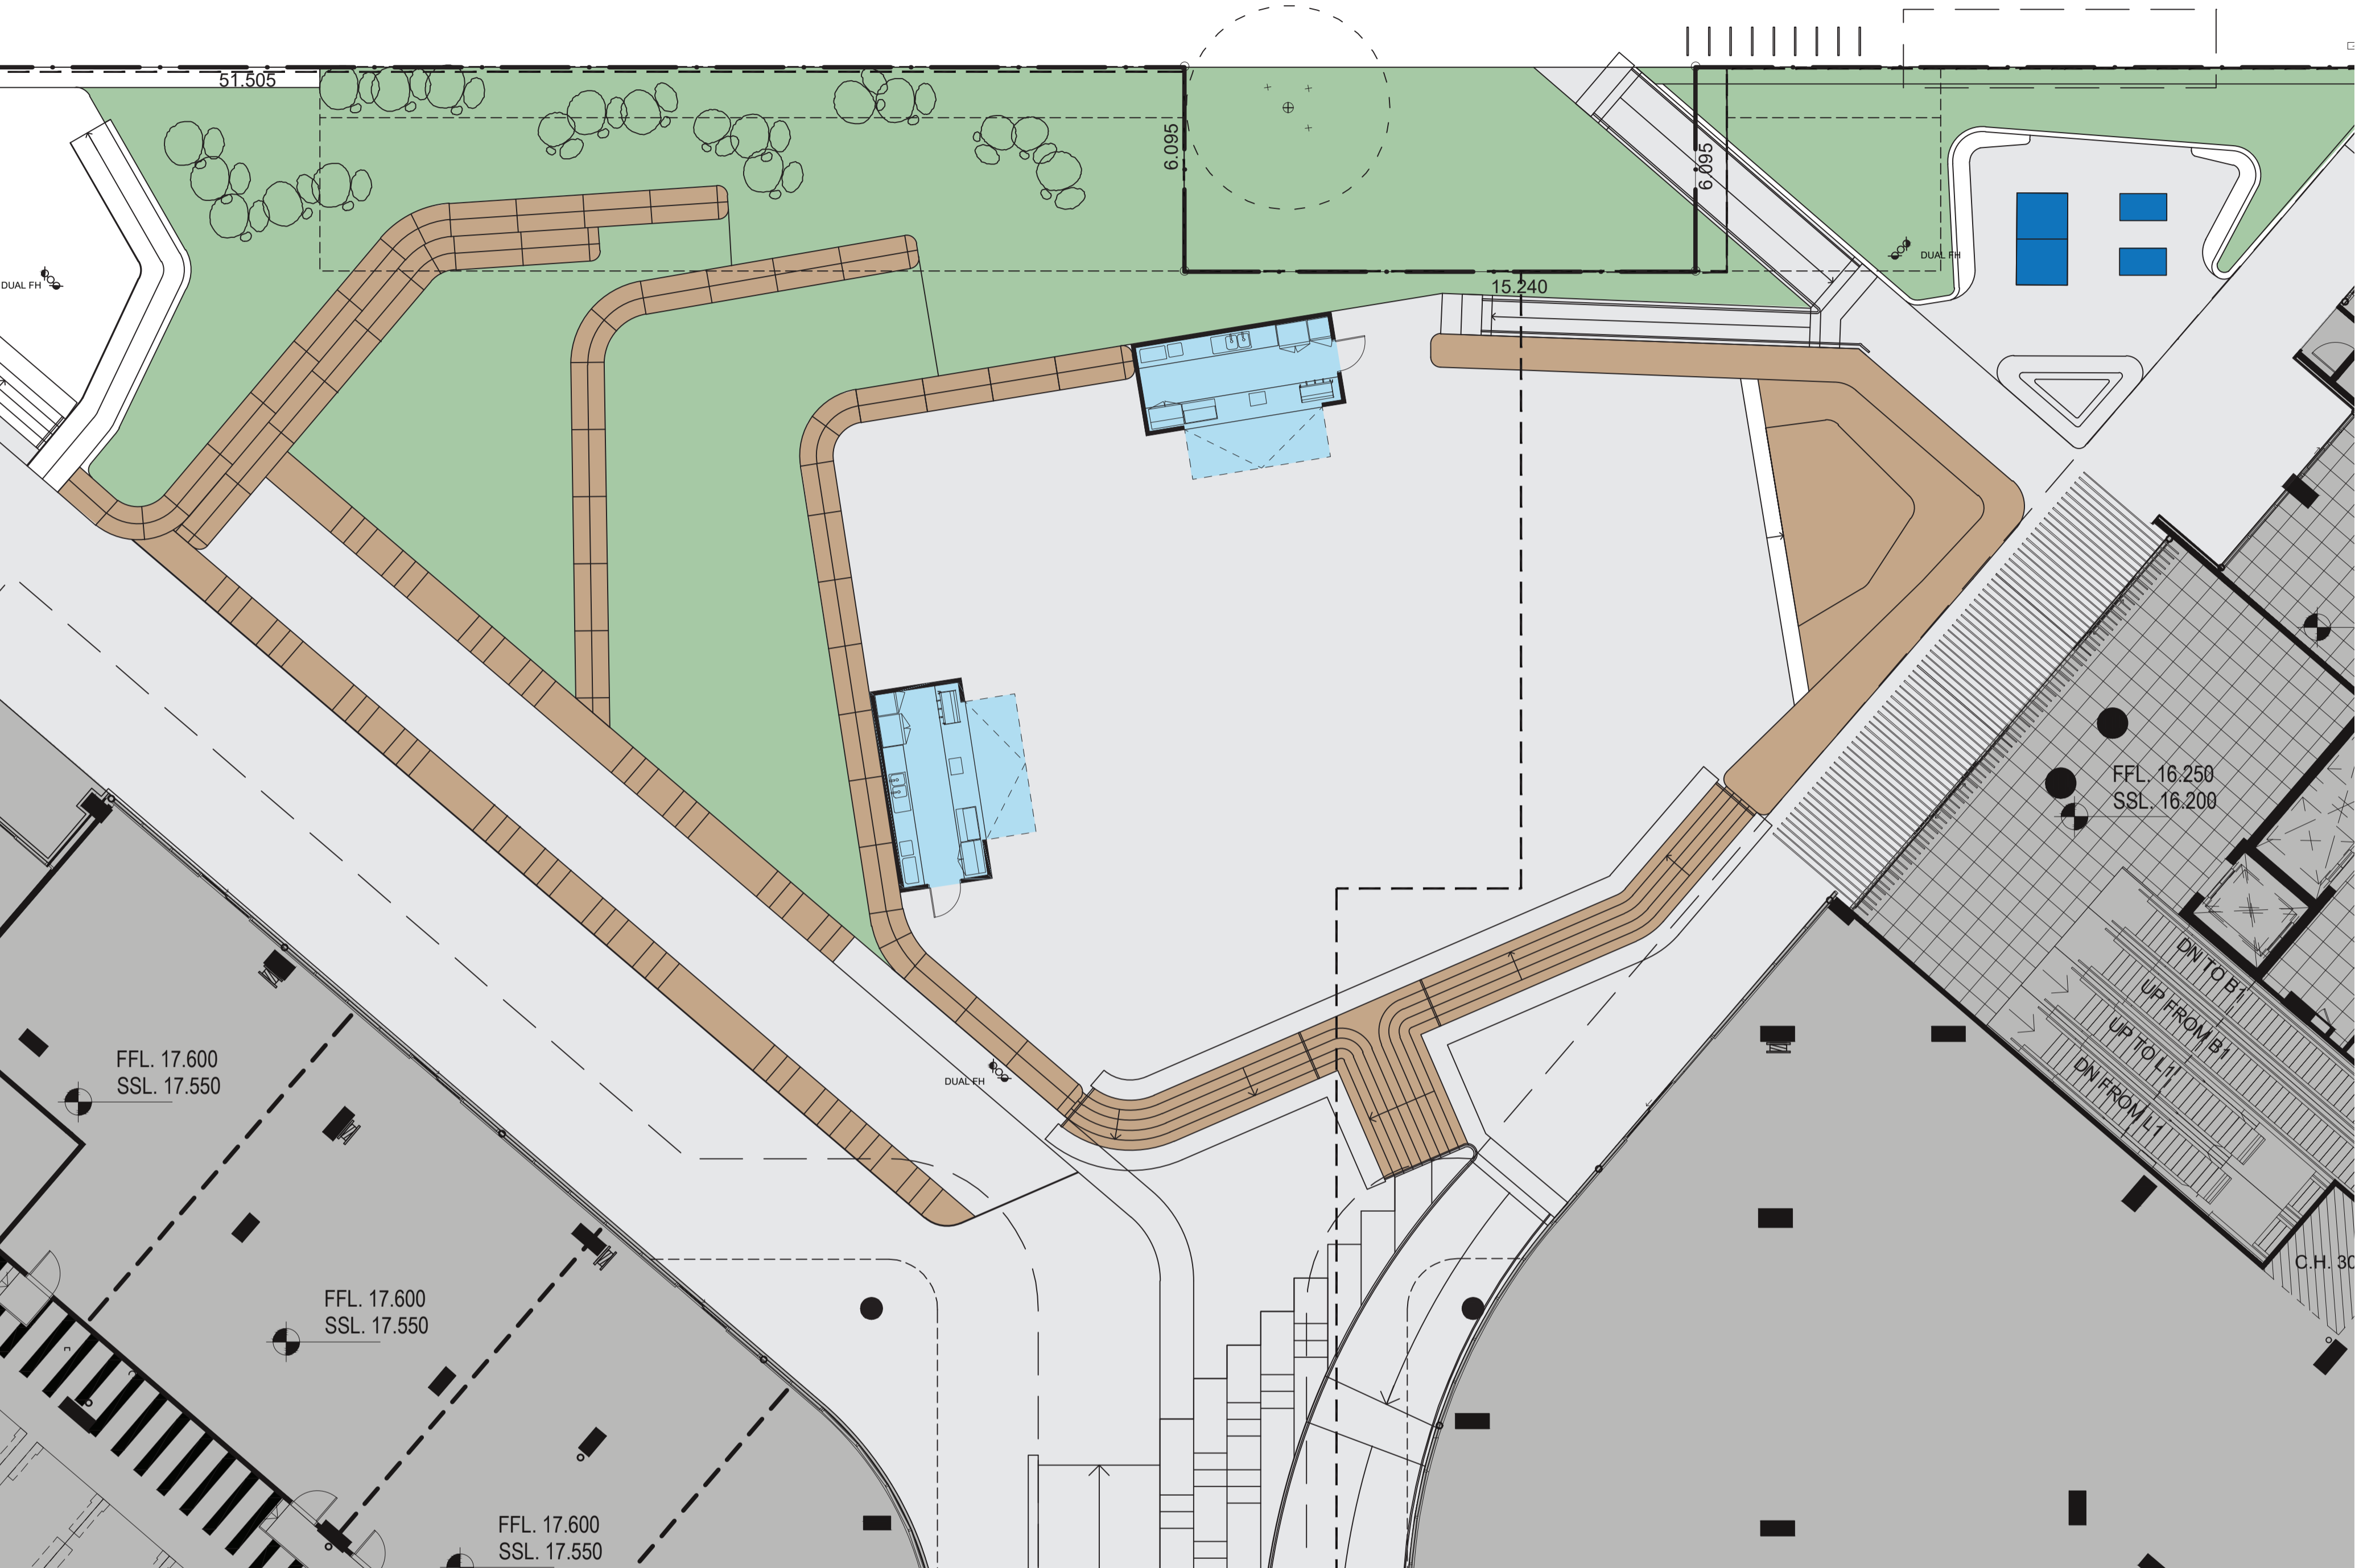 51.505
6.095
6.095
15.240
DUAL FH
DUAL FH
FFL. 16.250
SSL. 16.200
DN TO B1
UP FROM B1
UP TO L1
DN FROM L1
DUAL FH
FFL. 17.600
SSL. 17.550
C.H. 30
FFL. 17.600
SSL. 17.550
FFL. 17.600
SSL. 17.550